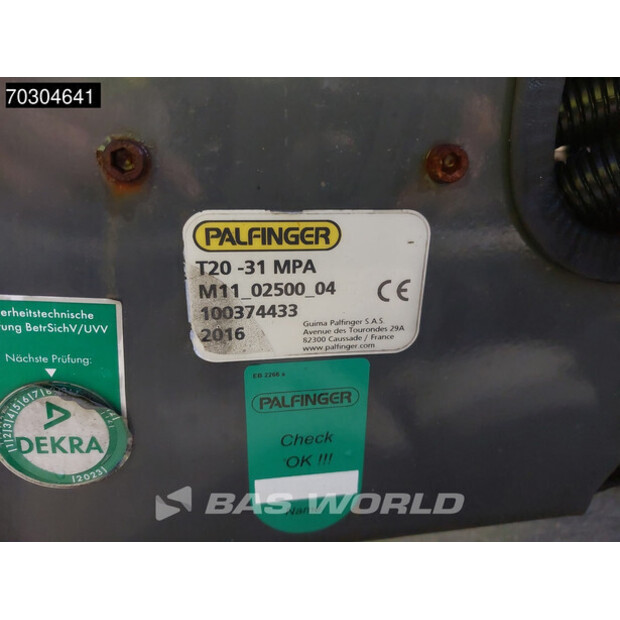 70304641
PALFINGER
T20 -31 MPA
M11_02500_04
100374433
2016
CE
Guima Palfinger S.A.S.
Avenue des Tourondes 29A
82300 Caussade / France
www.palfinger.com
erheitstechnische
ung BetrSichV/UVV
Nächste Prüfung:
DEKRA
2023
PALFINGER
Check
OK !!!
BAS WORLD